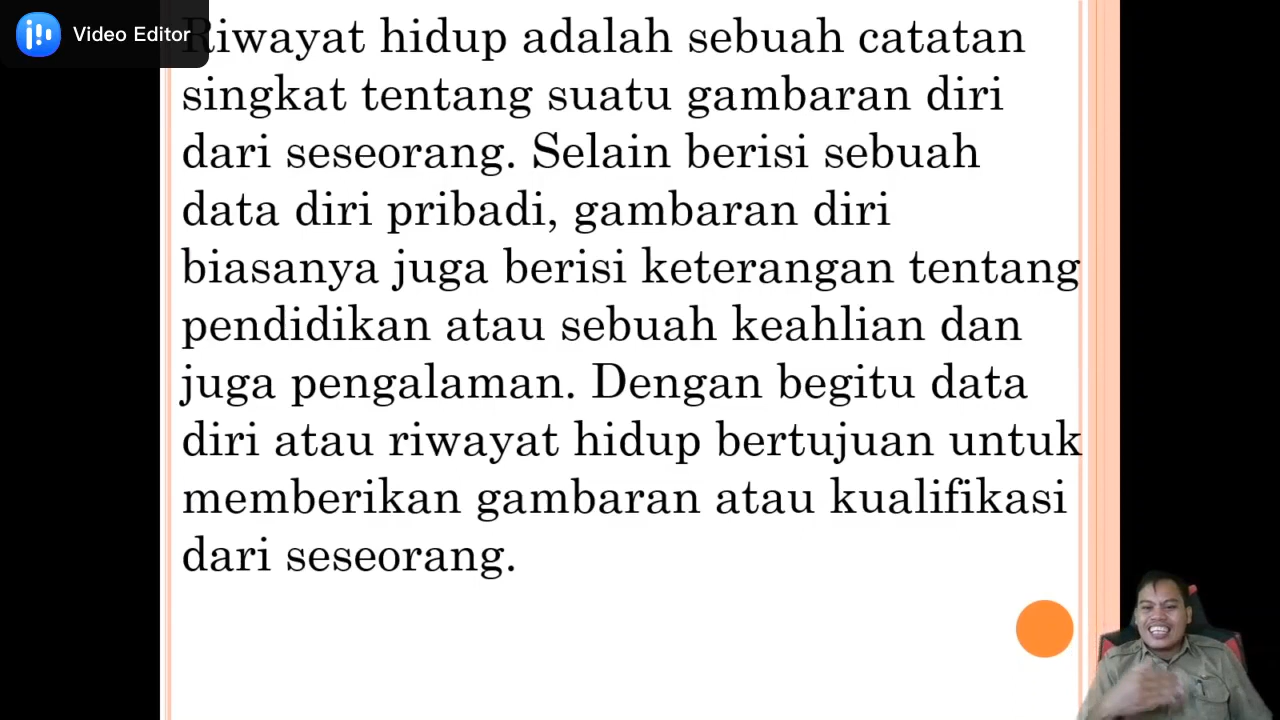 Video Editor
Riwayat hidup adalah sebuah catatan
singkat tentang suatu gambaran diri
dari seseorang. Selain berisi sebuah
data diri pribadi, gambaran diri
biasanya juga berisi keterangan tentang
pendidikan atau sebuah keahlian dan
juga pengalaman. Dengan begitu data
diri atau riwayat hidup bertujuan untuk
memberikan gambaran atau kualifikasi
dari seseorang.